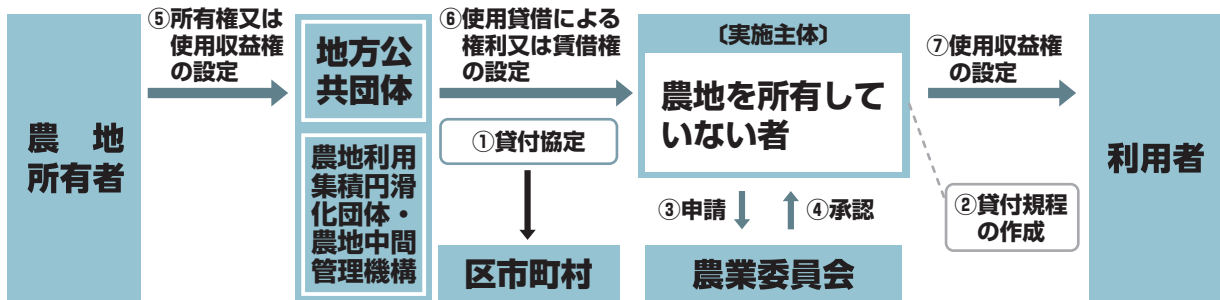 農地
所有者
⑤所有権又は
使用収益権
の設定
地方公
共団体
農地利用
集積円滑
化団体・
農地中間
管理機構
⑥使用貸借による
権利又は賃借権
の設定
①貸付協定
区市町村
〔実施主体〕
農地を所有して
いない者
③申請
④承認
農業委員会
⑦使用収益権
の設定
②貸付規程
の作成
利用者